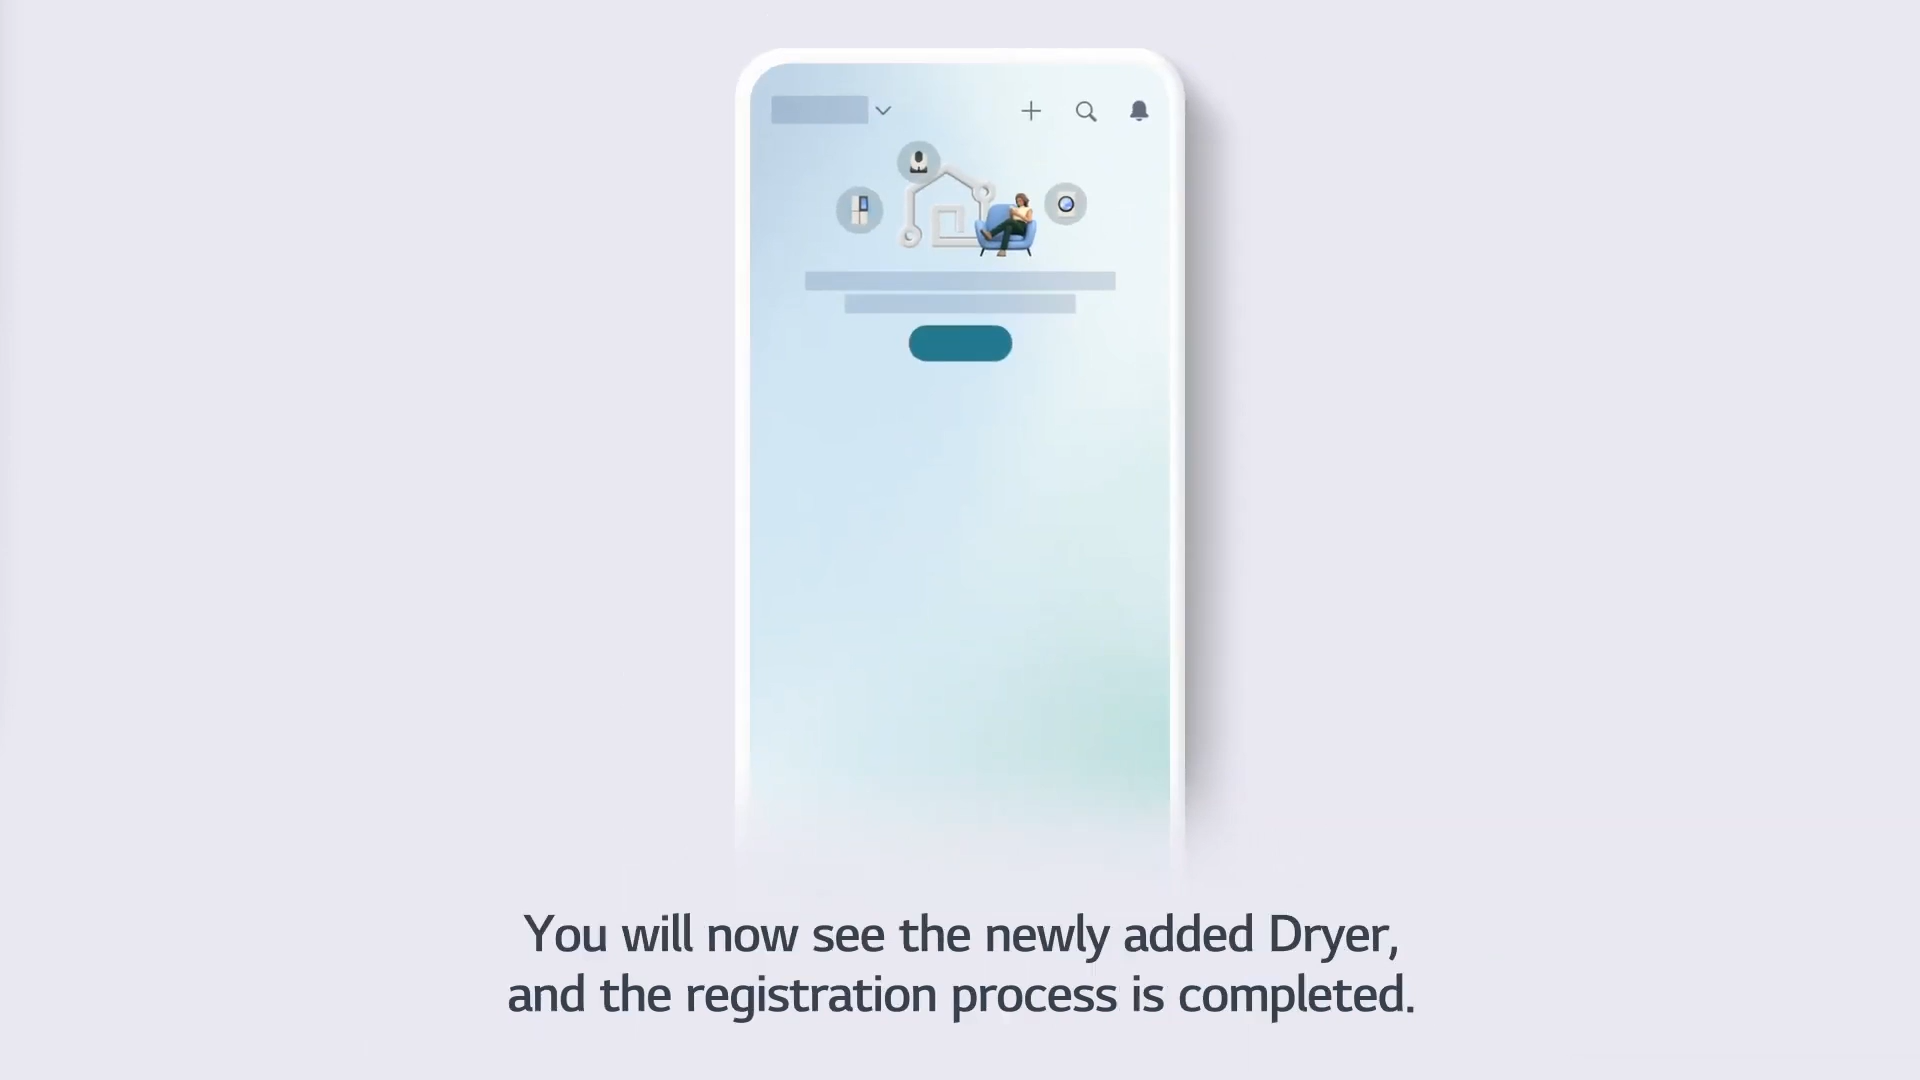 You will now see the newly added Dryer,
and the registration process is completed.